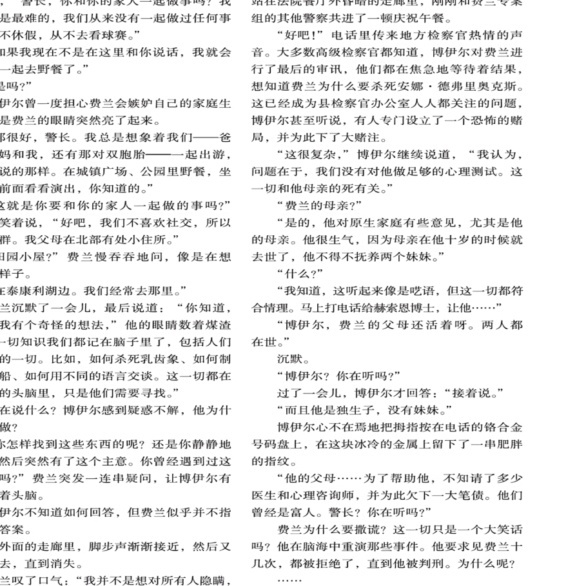 ，“警长，你和你的家人一起做事吗？我
是最难的，我们从来没有一起做过任何事
不休假，从不去看球赛。”
如果我现在不是在这里和你说话，我就会
一起去野餐了。”
是吗？”
伊尔曾一度担心费兰会嫉妒自己的家庭生
是费兰的眼睛突然亮了起来。
那很好，警长。我总是想象着我们——爸
妈和我，还有那对双胞胎——一起出游，
说的那样。在城镇广场、公园里野餐，坐
前面看看演出，你知道的。”
这就是你要和你的家人一起做的事吗？”
笑着说，“好吧，我们不喜欢社交，所以
群。我父母在北部有处小住所。”
田园小屋？”费兰慢吞吞地问，像是在想
样子。
在泰康利湖边。我们经常去那里。”
兰沉默了一会儿，最后说道：“你知道，
我有个奇怪的想法，”他的眼睛数着煤渣
一切知识我们都记在脑子里了，包括人们
的一切。比如，如何杀死乳齿象、如何制
船、如何用不同的语言交谈。这一切都在
的头脑里，只是他们需要寻找。”
在说什么？博伊尔感到疑惑不解，他为什
做？
你怎样找到这些东西的呢？还是你静静地
然后突然有了这个主意。你曾经遇到过这
吗？”费兰突发一连串疑问，让博伊尔有
着头脑。
伊尔不知道如何回答，但费兰似乎并不指
答案。
外面的走廊里，脚步声渐渐接近，然后又
去，直到消失。
兰叹了口气：“我并不是想对所有人隐瞒，
站在法院餐厅外昏暗的走廊里，刚刚和费兰专案
组的其他警察共进了一顿庆祝午餐。
“好吧！”电话里传来地方检察官热情的声
音。大多数高级检察官都知道，博伊尔对费兰进
行了最后的审讯，他们都在焦急地等待着结果，
想知道费兰为什么要杀死安娜·德弗里奥克斯。
这已经成为县检察官办公室人人都关注的问题，
博伊尔甚至听说，有人专门设立了一个恐怖的赌
局，并为此下了大赌注。
“这很复杂，”博伊尔继续说道，“我认为，
问题在于，我们没有对他做足够的心理测试。这
一切和他母亲的死有关。”
“费兰的母亲？”
“是的，他对原生家庭有些意见，尤其是他
的母亲。他很生气，因为母亲在他十岁的时候就
去世了，他不得不抚养两个妹妹。”
“什么？”
“我知道，这听起来像是呓语，但这一切都符
合情理。马上打电话给赫索恩博士，让他……”
“博伊尔，费兰的父母还活着呀。两人都
在世。”
沉默。
“博伊尔？你在听吗？”
过了一会儿，博伊尔才回答：“接着说。”
“而且他是独生子，没有妹妹。”
博伊尔心不在焉地把拇指按在电话的铬合金
号码盘上，在这块冰冷的金属上留下了一串肥胖
的指纹。
“他的父母……为了帮助他，不知请了多少
医生和心理咨询师，并为此欠下一大笔债。他们
曾经是富人。警长？你在听吗？”
费兰为什么要撒谎？这一切只是一个大笑话
吗？他在脑海中重演那些事件。他要求见费兰十
几次，都被拒绝了，直到他被判刑。为什么呢？
……